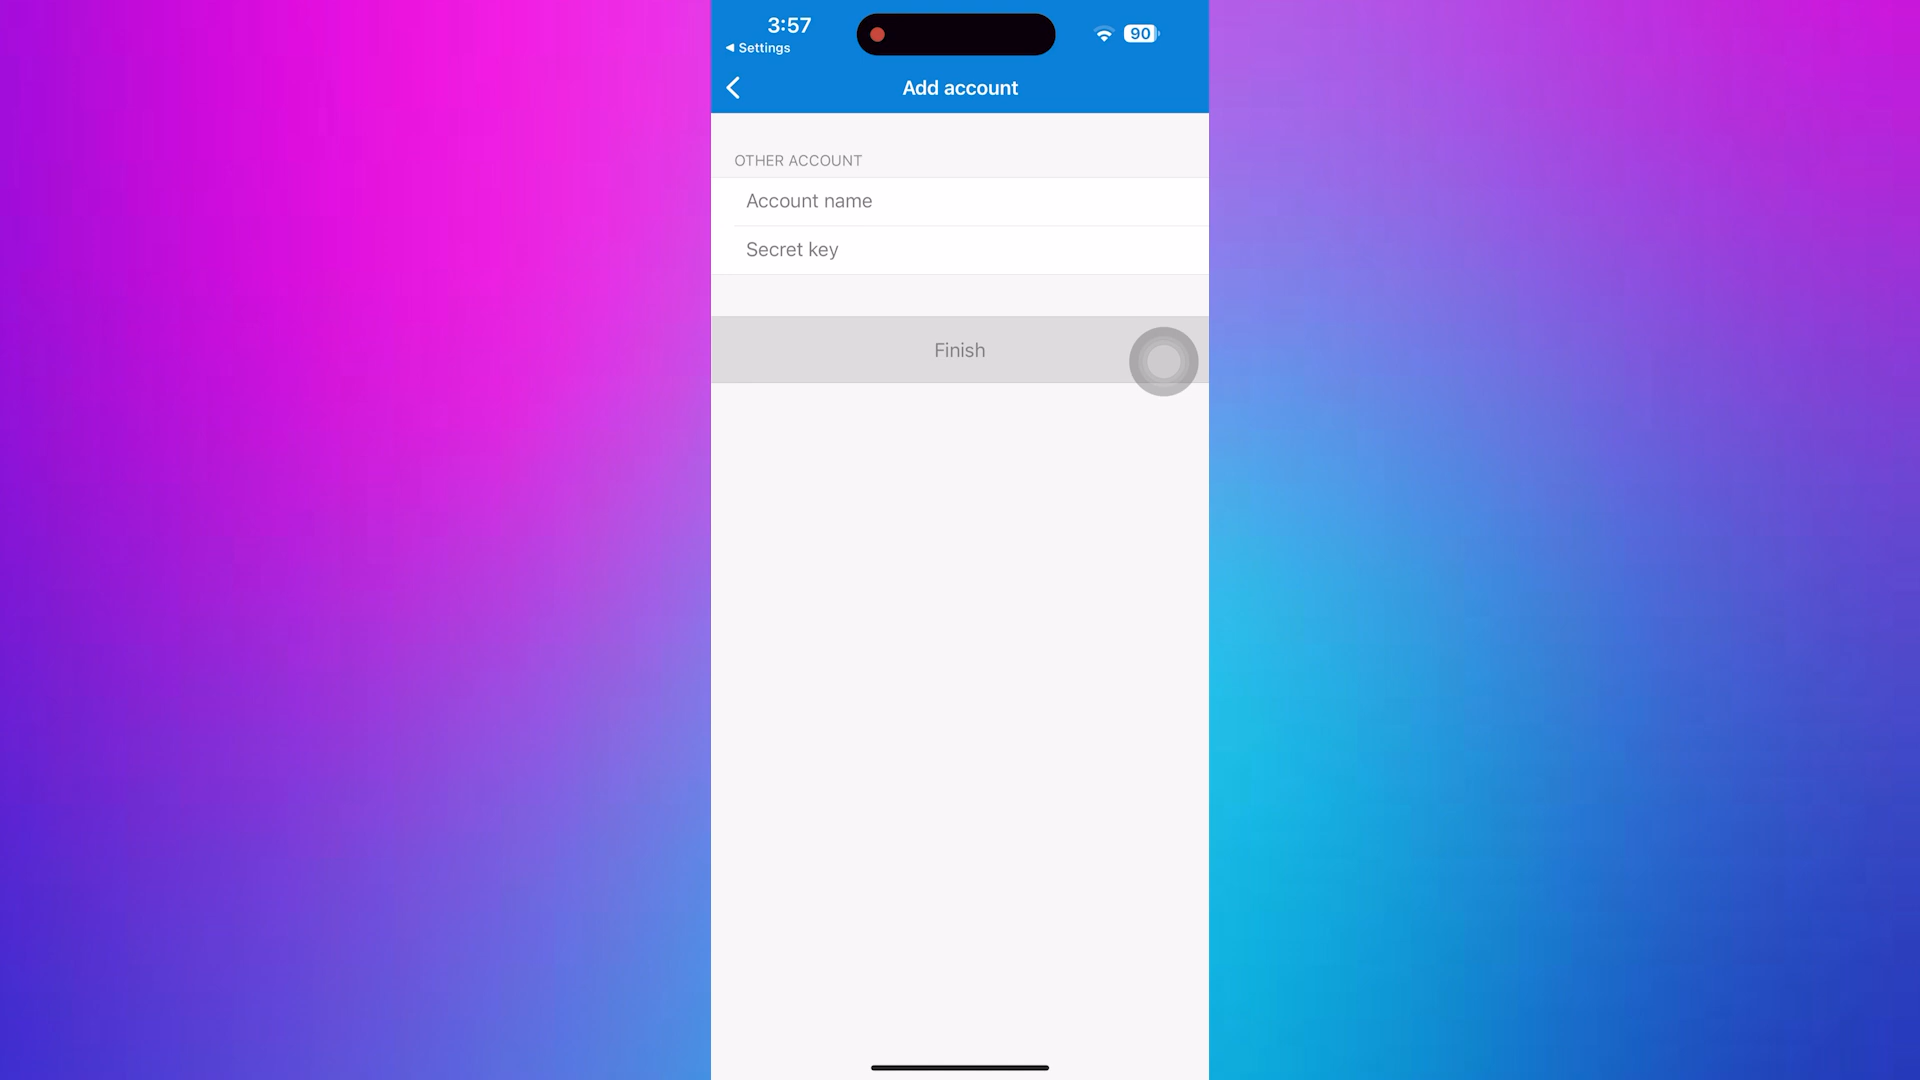 3:57
◀ Settings
90
Add account
OTHER ACCOUNT
Account name
Secret key
Finish